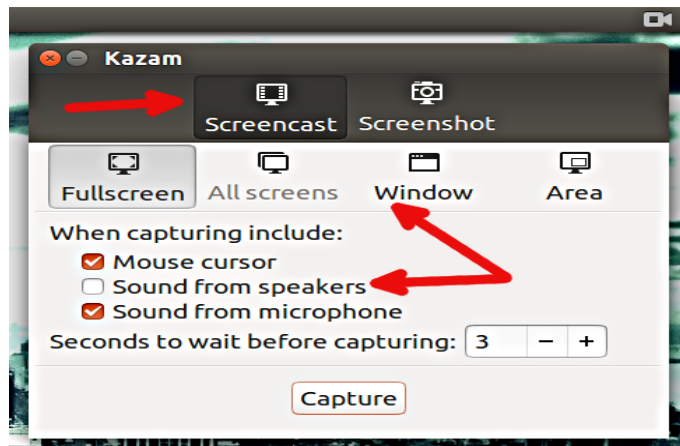 Kazam
Screencast Screenshot
Fullscreen All screens Window Area
When capturing include:
Mouse cursor
Sound from speakers
Sound from microphone
Seconds to wait before capturing: 3 − +
Capture